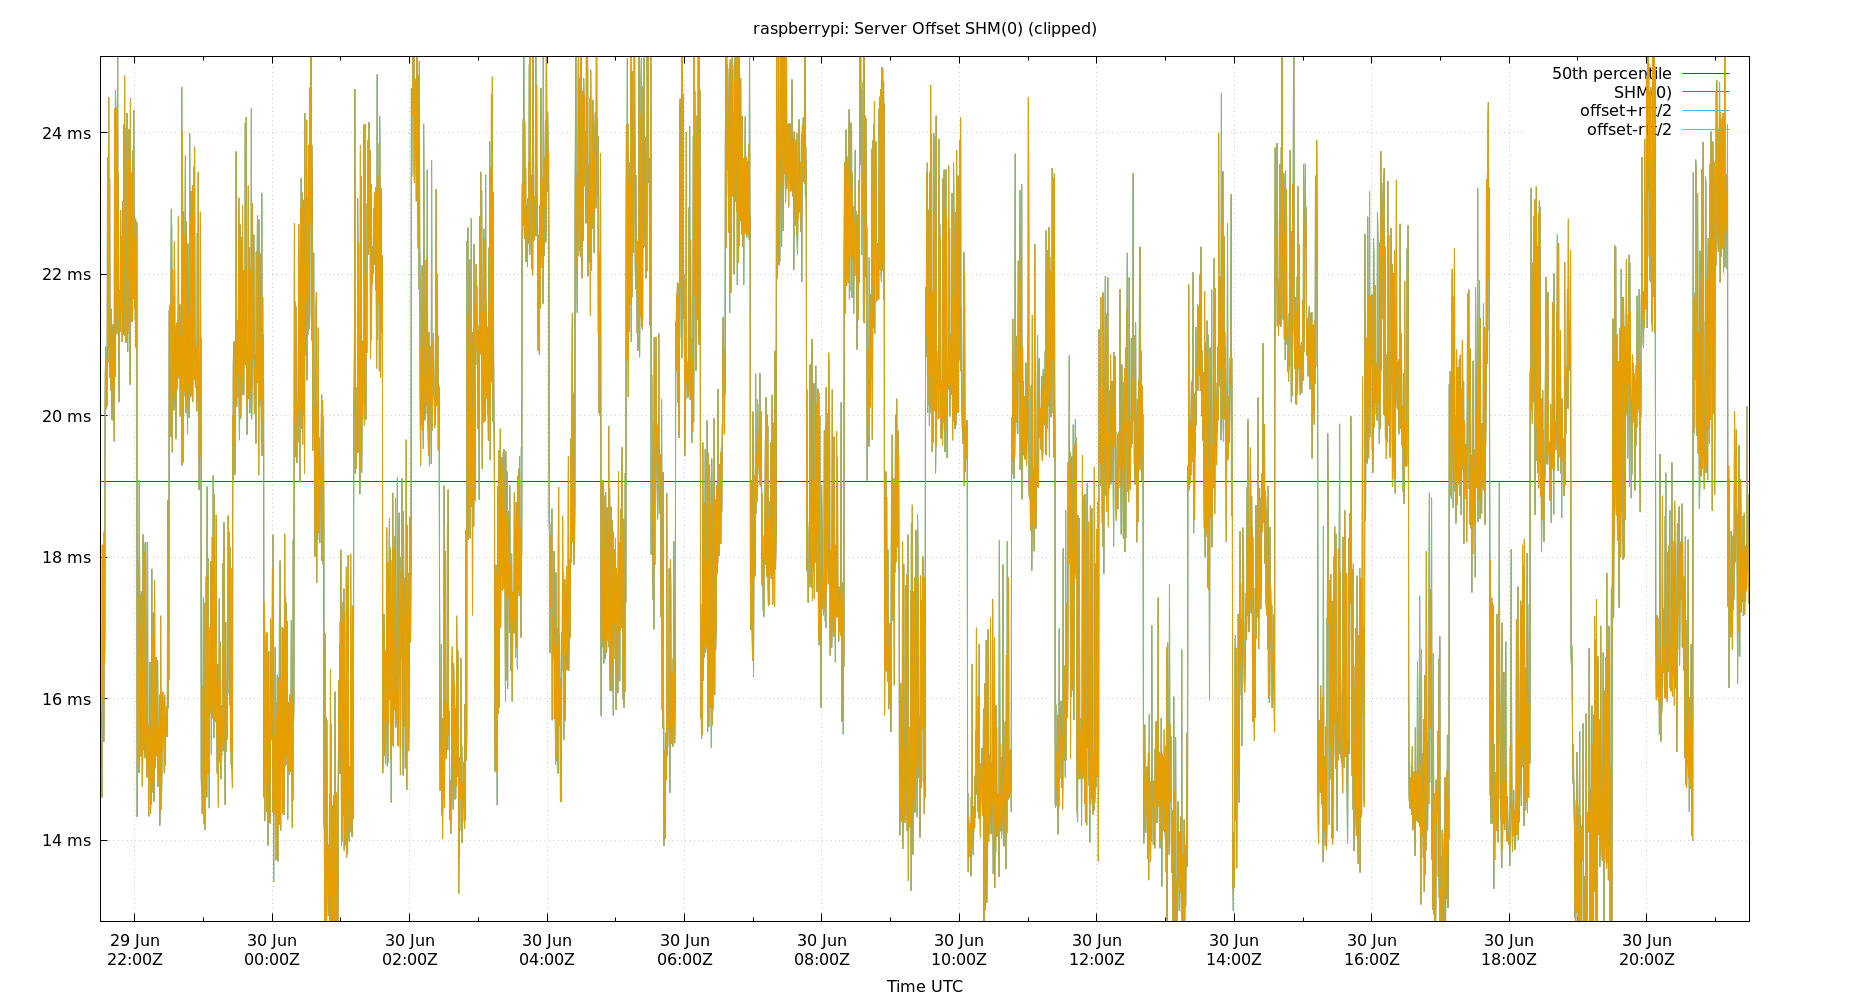 raspberrypi: Server Offset SHM(0) (clipped)
50th percentile
SHM(0)
offset+rtt/2
offset-rtt/2
24 ms
22 ms
20 ms
18 ms
16 ms
14 ms
29 Jun 30 Jun 30 Jun 30 Jun 30 Jun 30 Jun 30 Jun 30 Jun 30 Jun 30 Jun 30 Jun 30 Jun
22:00Z 00:00Z 02:00Z 04:00Z 06:00Z 08:00Z 10:00Z 12:00Z 14:00Z 16:00Z 18:00Z 20:00Z
Time UTC